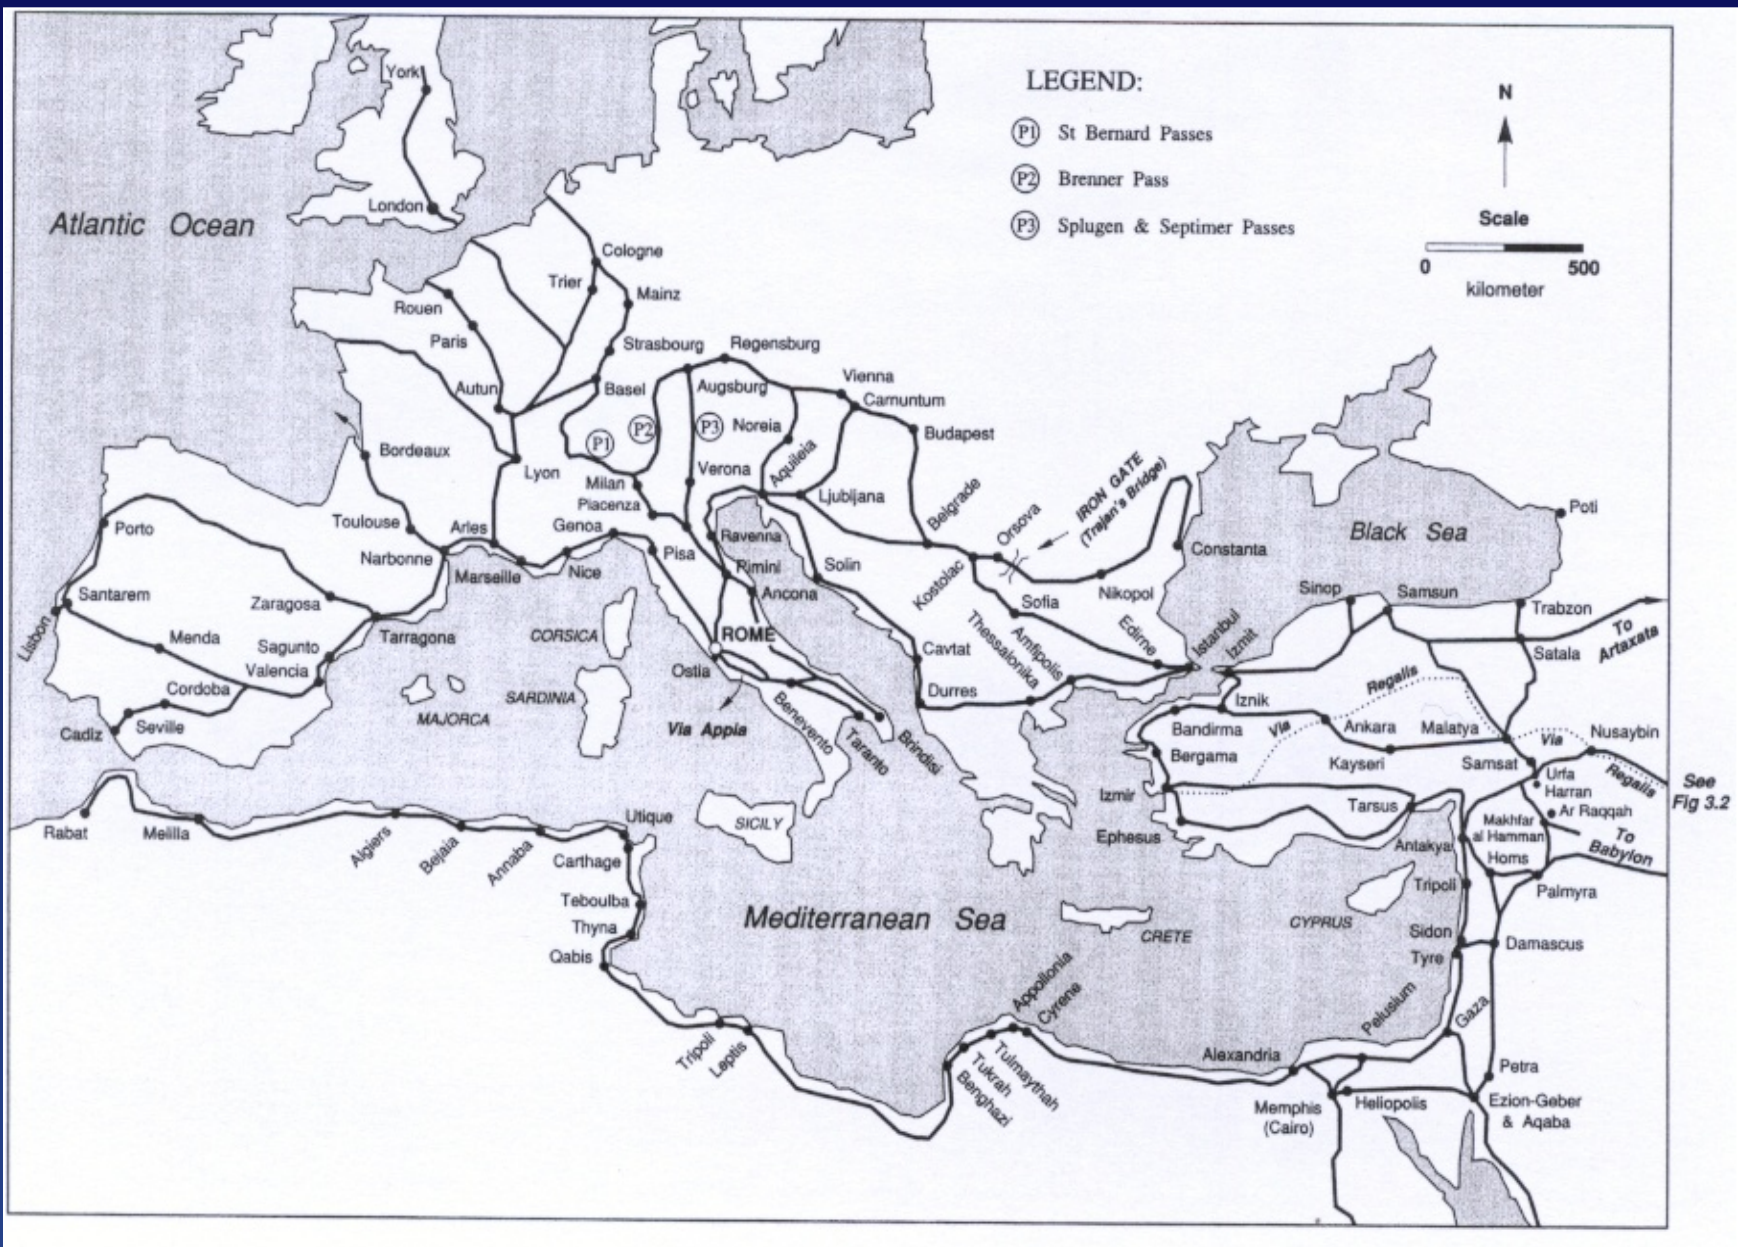 LEGEND:
P1 St Bernard Passes
P2 Brenner Pass
P3 Splugen & Septimer Passes
N
Scale
0 500
kilometer
Atlantic Ocean
York
London
Cologne
Trier
Mainz
Rouen
Paris
Strasbourg
Regensburg
Autun
Basel
Augsburg
Vienna
Carnuntum
P1
P2
P3
Noreia
Budapest
Bordeaux
Lyon
Milan
Verona
Aquileia
Piacenza
Ljubljana
Belgrade
Orsova
IRON GATE
(Trajan's Bridge)
Constanta
Black Sea
Poti
Porto
Toulouse
Arles
Genoa
Ravenna
Narbonne
Marseille
Nice
Pisa
Rimini
Solin
Kostolac
Nikopol
Sinop
Samsun
Trabzon
Santarem
Lisbon
Zaragosa
Tarragona
CORSICA
Ancona
Sofia
Edirne
Istanbul
Izmit
To
Artaxata
Menda
Sagunto
Valencia
ROME
Ostia
Cavtat
Thessalonika
Amfipolis
Satala
Cordoba
Seville
Cadiz
MAJORCA
SARDINIA
Via Appia
Benevento
Taranto
Brindisi
Durres
Iznik
Bandirma
Bergama
Via
Regalis
Ankara
Malatya
Kayseri
Samsat
Via
Regalis
Nusaybin
See
Fig 3.2
Izmir
Ephesus
Tarsus
Urfa
Harran
Ar Raqqah
Makhfar
al Hamman
To
Babylon
Rabat
Melilla
Algiers
Bejaia
Annaba
Utique
Carthage
SICILY
Antakya
Homs
Tripoli
Palmyra
Teboulba
Thyna
Qabis
Mediterranean Sea
CRETE
CYPRUS
Sidon
Tyre
Damascus
Tripoli
Leptis
Appollonia
Cyrene
Tulmaythah
Tukrah
Benghazi
Alexandria
Pelusium
Gaza
Petra
Memphis
(Cairo)
Heliopolis
Ezion-Geber
& Aqaba